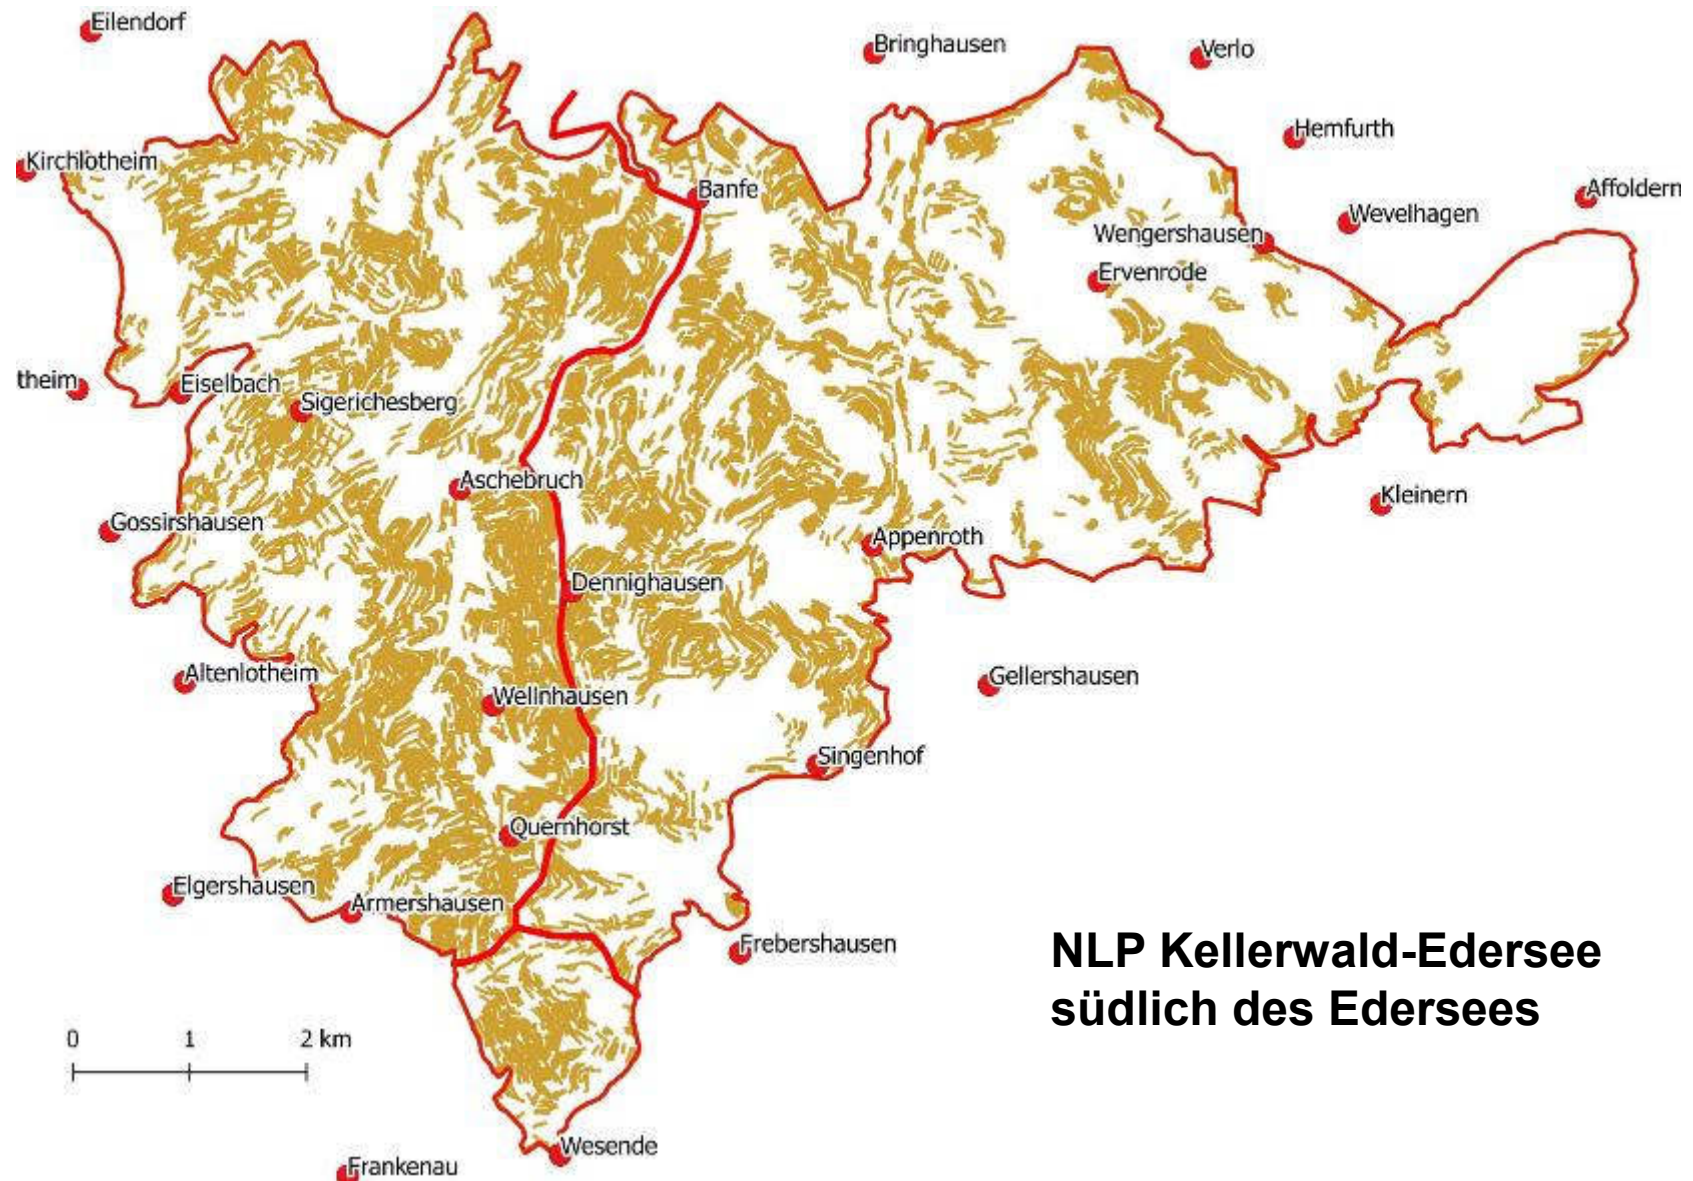 Eilendorf
Bringhausen
Verlo
Hemfurth
Kirchlotheim
Banfe
Affoldern
Wevelhagen
Wengershausen
Ervenrode
theim
Eiselbach
Sigerichesberg
Aschebruch
Kleinern
Gossirshausen
Appenroth
Dennighausen
Altenlotheim
Gellershausen
Wellnhausen
Singenhof
Quernhorst
Elgershausen
Armershausen
Frebershausen
NLP Kellerwald-Edersee
südlich des Edersees
0 1 2 km
Wesende
Frankenau